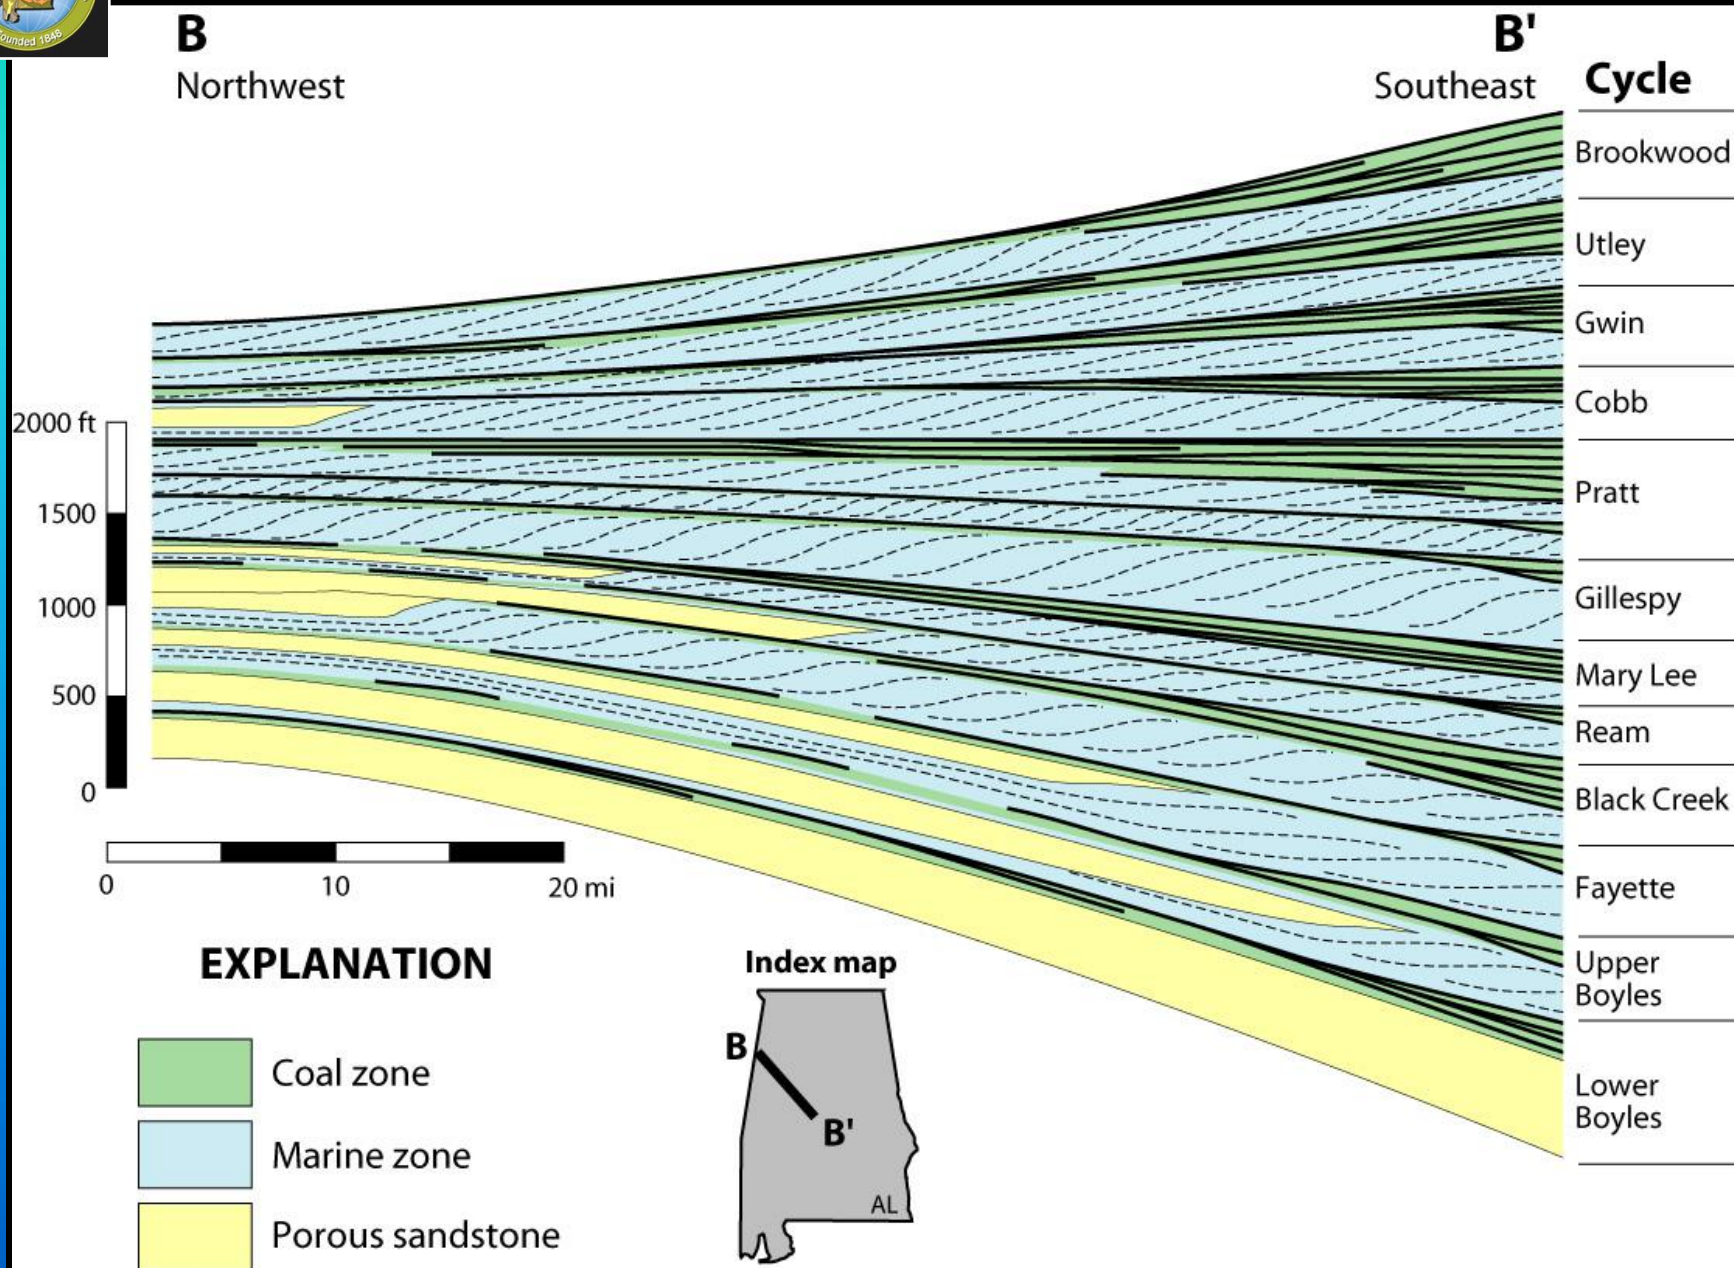 Founded 1848
B
Northwest
B'
Southeast
Cycle
Brookwood
Utley
Gwin
Cobb
Pratt
Gillespy
Mary Lee
Ream
Black Creek
Fayette
Upper
Boyles
Lower
Boyles
2000 ft
1500
1000
500
0
0 10 20 mi
EXPLANATION
Coal zone
Marine zone
Porous sandstone
Index map
B
B'
AL